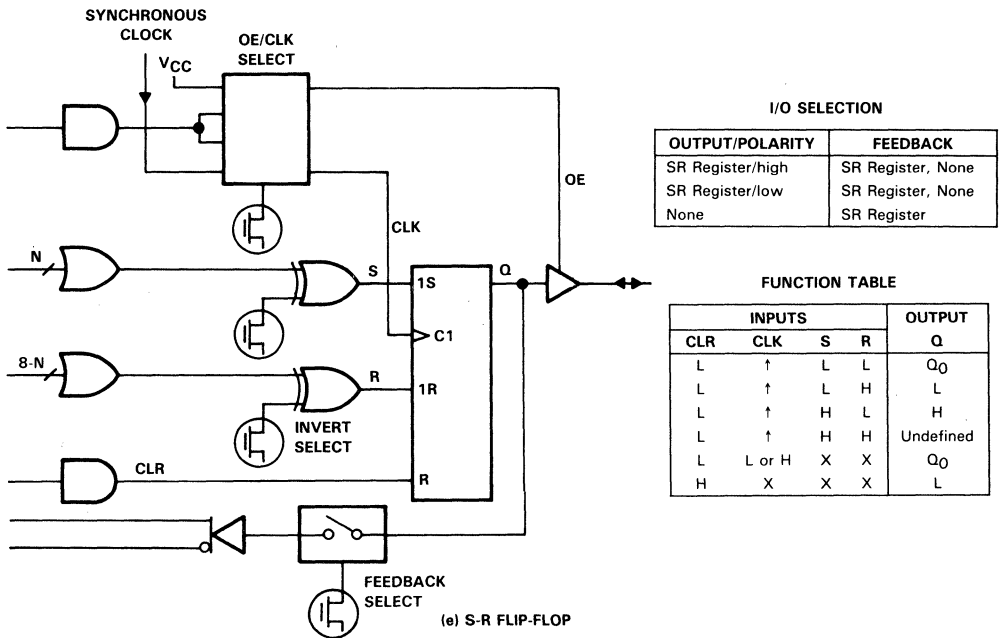 SYNCHRONOUS
CLOCK
OE/CLK
SELECT
VCC
OE
CLK
N
S
1S
Q
C1
8-N
R
1R
INVERT
SELECT
CLR
R
FEEDBACK
SELECT
(e) S-R FLIP-FLOP
I/O SELECTION
OUTPUT/POLARITY FEEDBACK
SR Register/high SR Register, None
SR Register/low SR Register, None
None SR Register
FUNCTION TABLE
INPUTS OUTPUT
CLR CLK S R Q
L ↑ L L Q0
L ↑ L H L
L ↑ H L H
L ↑ H H Undefined
L L or H X X Q0
H X X X L